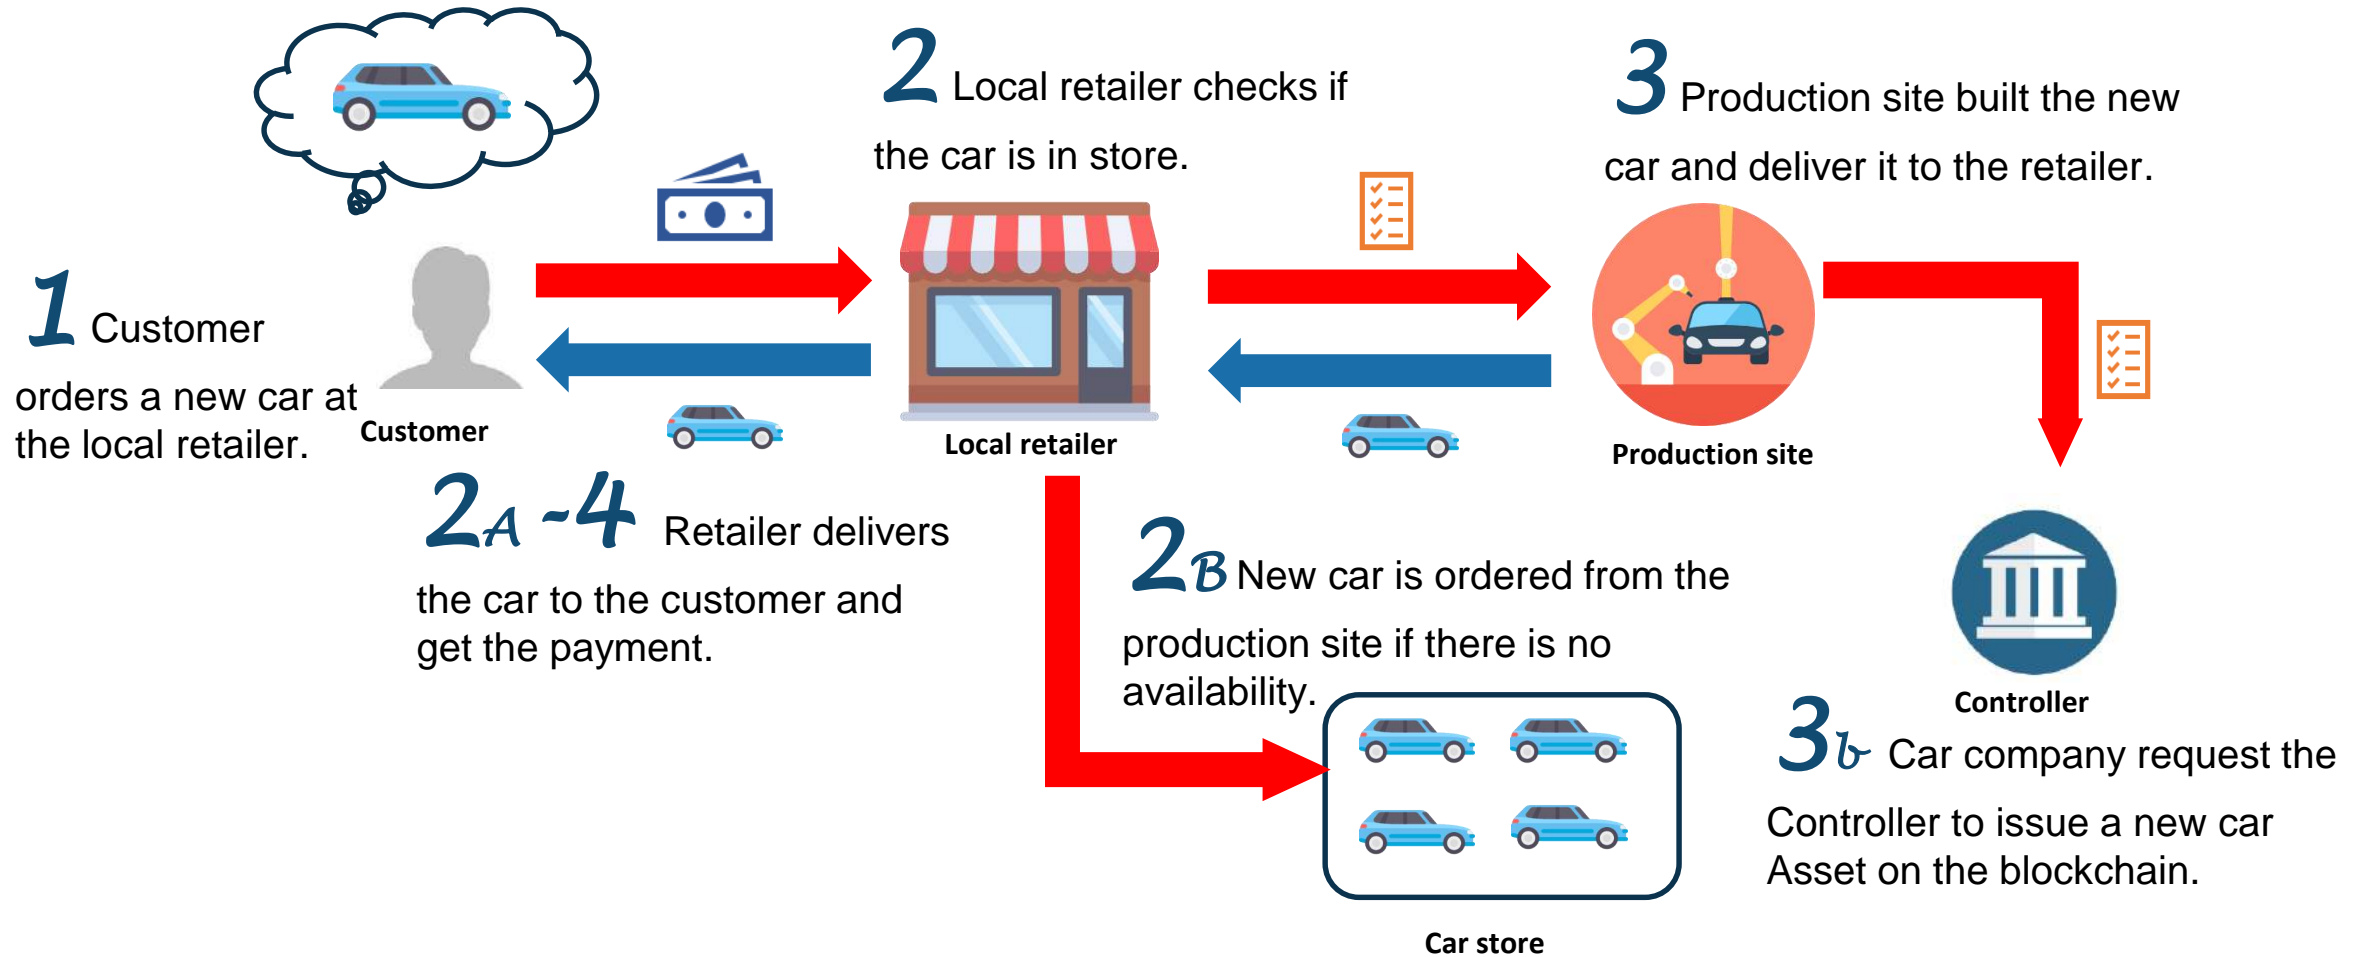 1 Customer
orders a new car at
the local retailer.
Customer
2 Local retailer checks if
the car is in store.
Local retailer
3 Production site built the new
car and deliver it to the retailer.
Production site
2A -4 Retailer delivers
the car to the customer and
get the payment.
2B New car is ordered from the
production site if there is no
availability.
Car store
Controller
3b Car company request the
Controller to issue a new car
Asset on the blockchain.